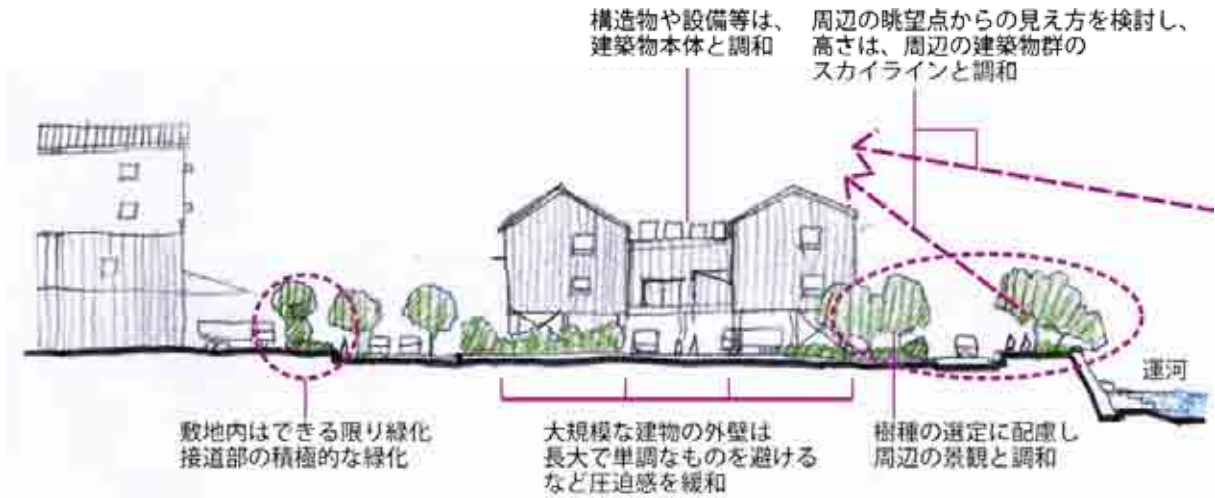 構造物や設備等は、
建築物本体と調和
周辺の眺望点からの見え方を検討し、
高さは、周辺の建築物群の
スカイラインと調和
運河
敷地内はできる限り緑化
接道部の積極的な緑化
大規模な建物の外壁は
長大で単調なものを避ける
など圧迫感を緩和
樹種の選定に配慮し
周辺の景観と調和